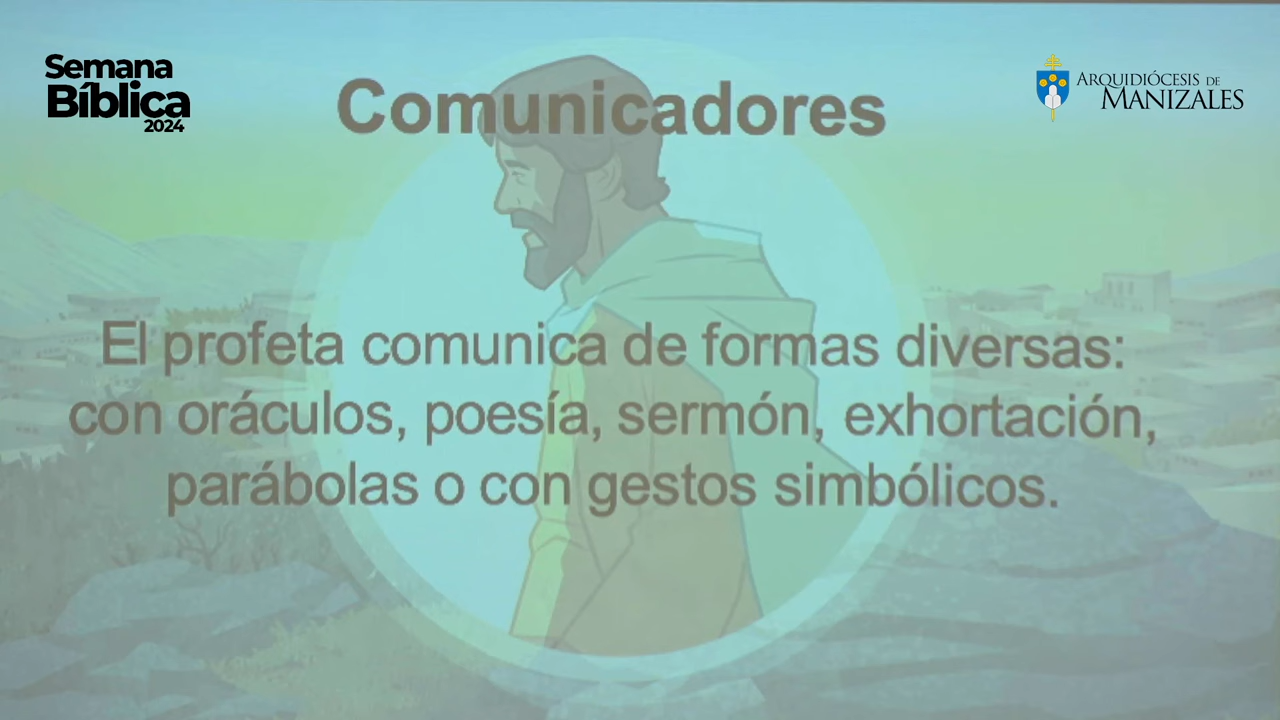 Semana
Bíblica
2024
Comunicadores
ARQUIDIÓCESIS DE
MANIZALES
El profeta comunica de formas diversas:
con oráculos, poesía, sermón, exhortación,
parábolas o con gestos simbólicos.